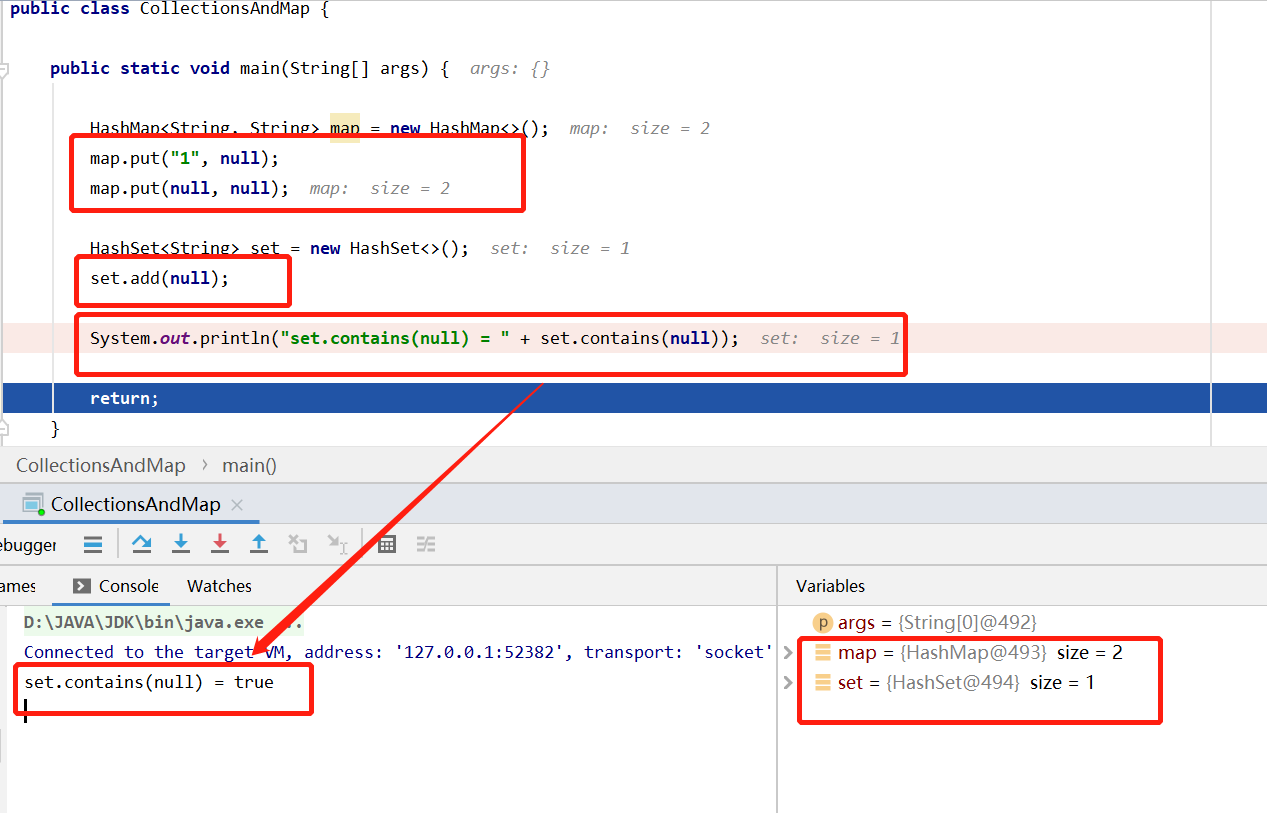 public class CollectionsAndMap {
public static void main(String[] args) {  args: {}
HashMap<String, String> map = new HashMap<>();  map:  size = 2
map.put("1", null);
map.put(null, null);  map:  size = 2
HashSet<String> set = new HashSet<>();  set:  size = 1
set.add(null);
System.out.println("set.contains(null) = " + set.contains(null));  set:  size = 1
return;
}
CollectionsAndMap › main()
CollectionsAndMap ×
ebugger
ames Console Watches
Variables
D:\JAVA\JDK\bin\java.exe ...
Connected to the target VM, address: '127.0.0.1:52382', transport: 'socket'
set.contains(null) = true
p args = {String[0]@492}
map = {HashMap@493} size = 2
set = {HashSet@494} size = 1